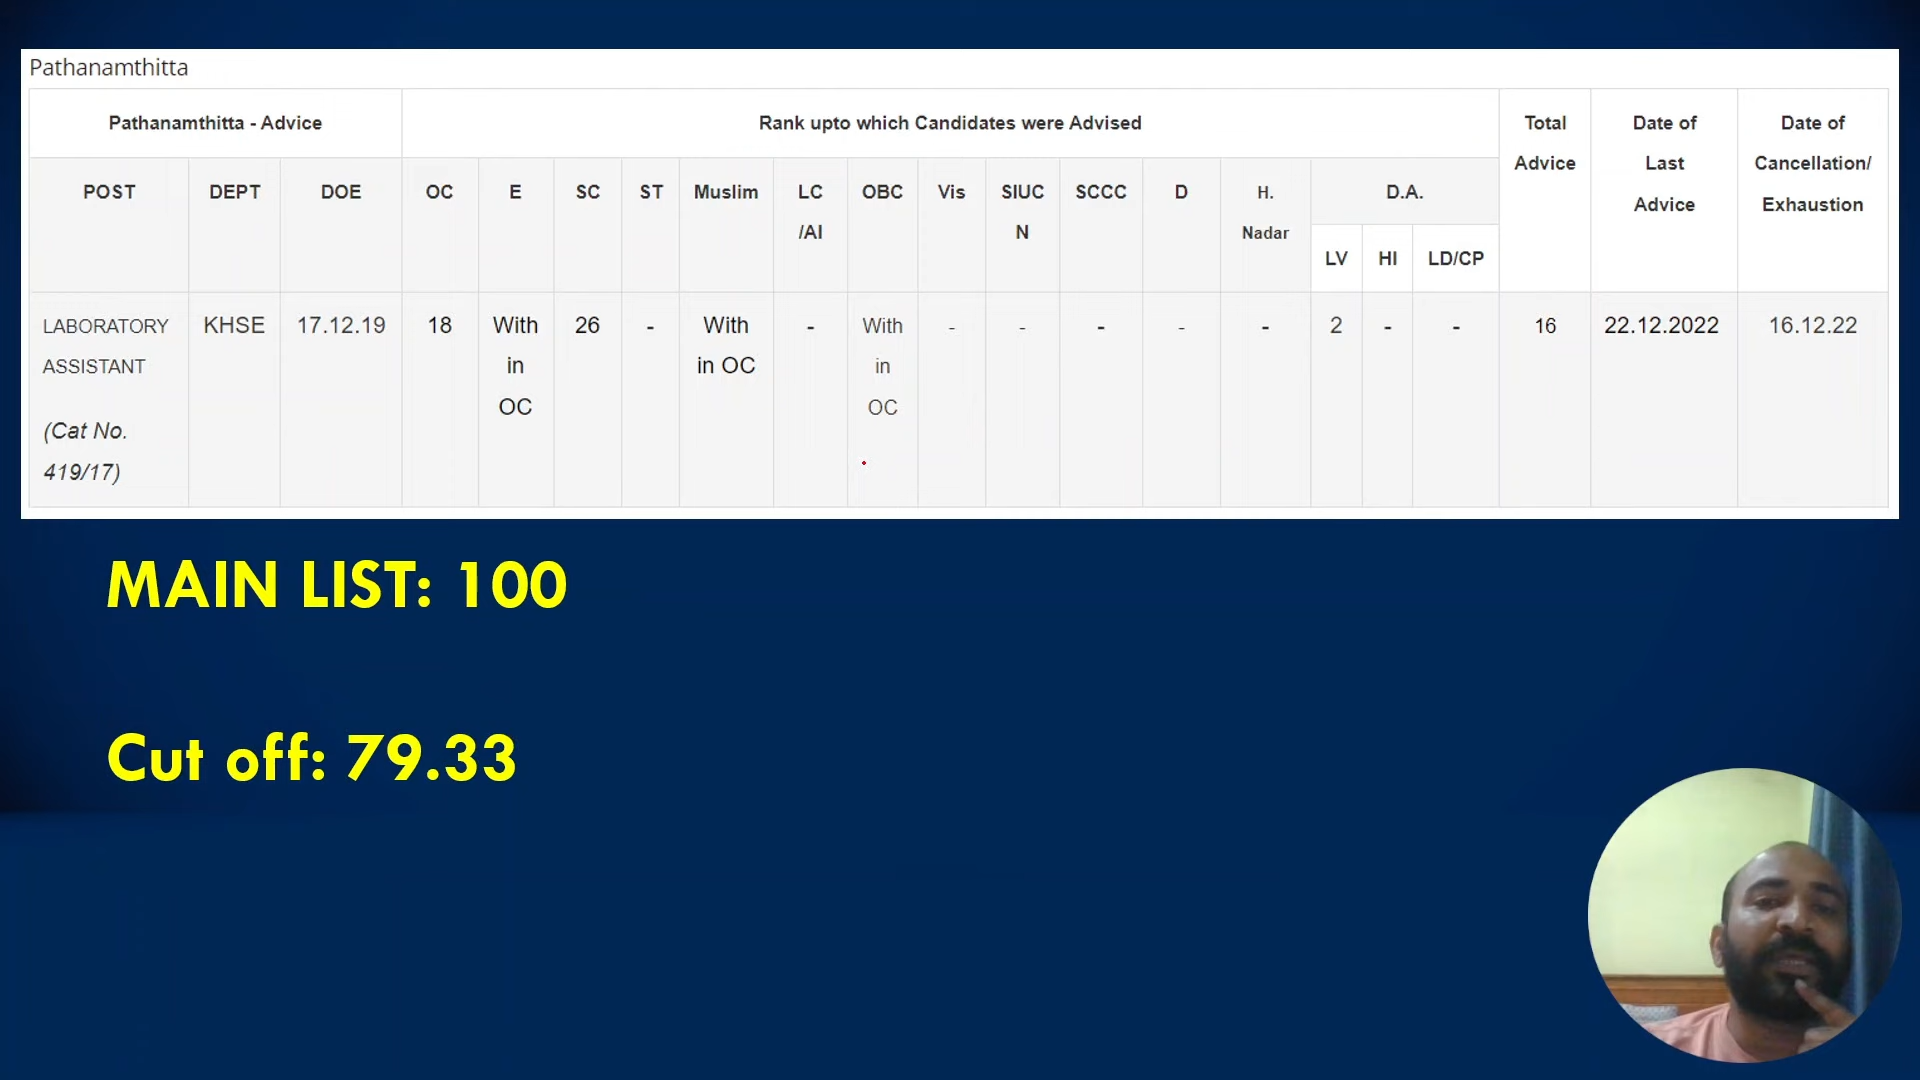 Pathanamthitta
Pathanamthitta - Advice
Rank upto which Candidates were Advised
Total
Advice
Date of
Last
Advice
Date of
Cancellation/
Exhaustion
POST
DEPT
DOE
OC
E
SC
ST
Muslim
LC
/AI
OBC
Vis
SIUC
N
SCCC
D
H.
Nadar
D.A.
LV
HI
LD/CP
LABORATORY
ASSISTANT
(Cat No.
419/17)
KHSE
17.12.19
18
With
in
OC
26
-
With
in OC
-
With
in
OC
-
-
-
-
-
2
-
-
16
22.12.2022
16.12.22
MAIN LIST: 100
Cut off: 79.33